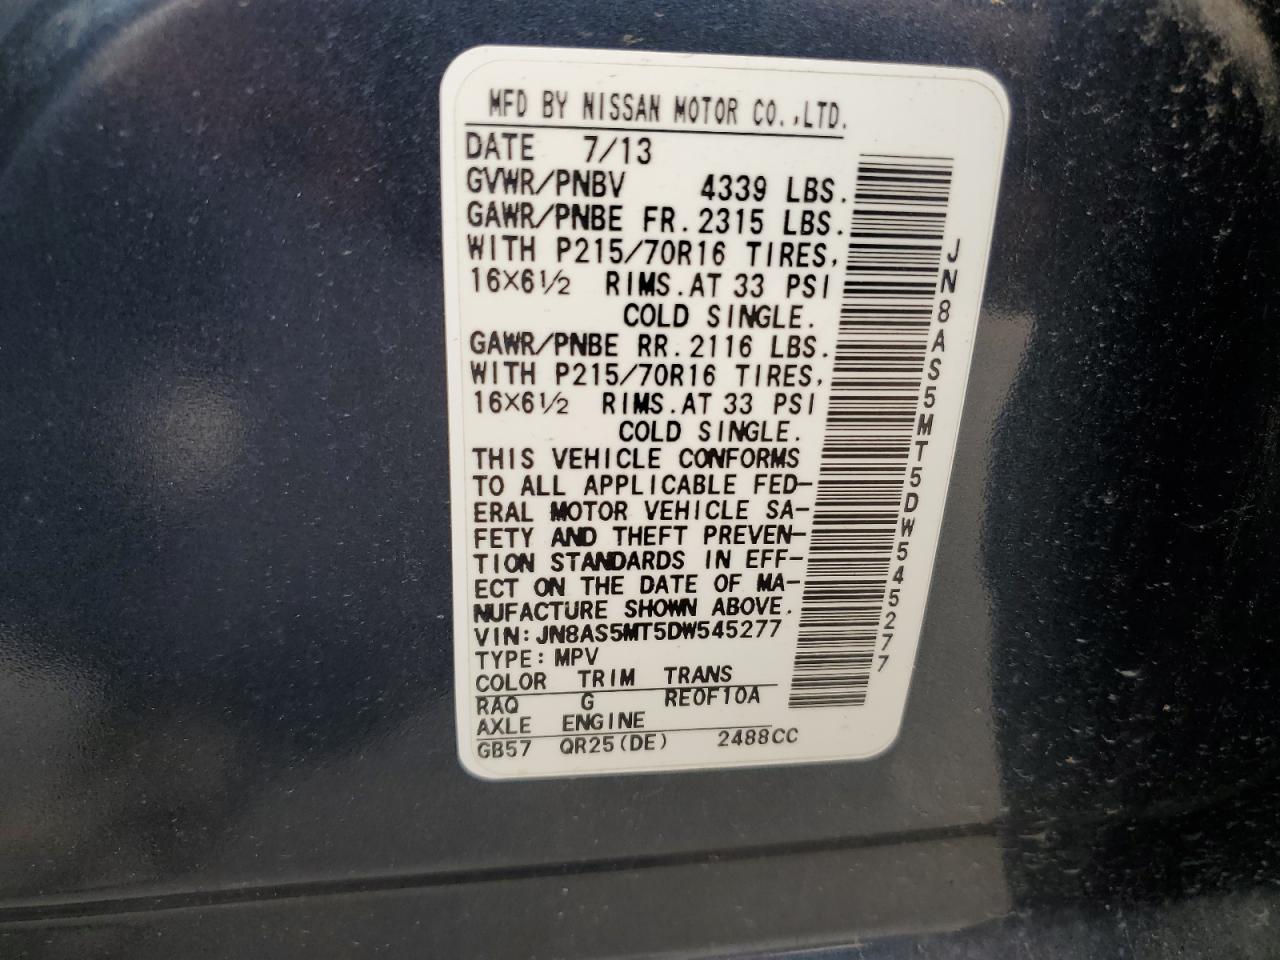 MFD BY NISSAN MOTOR CO.,LTD.
DATE 7/13
GVWR/PNBV 4339 LBS.
GAWR/PNBE FR.2315 LBS.
WITH P215/70R16 TIRES,
16×6½ RIMS.AT 33 PSI
COLD SINGLE.
GAWR/PNBE RR.2116 LBS.
WITH P215/70R16 TIRES,
16×6½ RIMS.AT 33 PSI
COLD SINGLE.
THIS VEHICLE CONFORMS
TO ALL APPLICABLE FED-
ERAL MOTOR VEHICLE SA-
FETY AND THEFT PREVEN-
TION STANDARDS IN EFF-
ECT ON THE DATE OF MA-
NUFACTURE SHOWN ABOVE.
VIN:JN8AS5MT5DW545277
TYPE:MPV
COLOR TRIM TRANS
RAQ G RE0F10A
AXLE ENGINE
GB57 QR25(DE) 2488CC
JN8AS5MT5DW545277